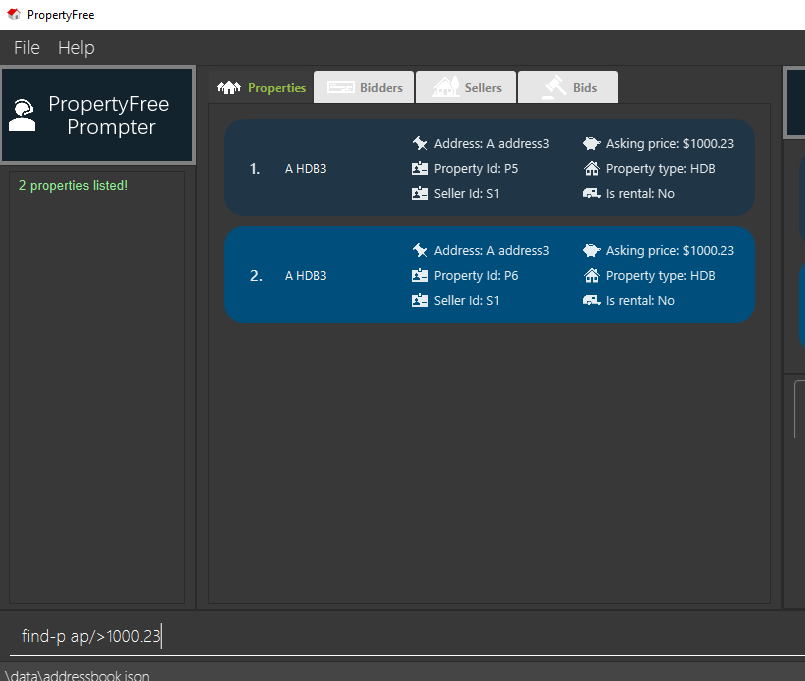 PropertyFree
File Help
PropertyFree
Prompter
2 properties listed!
Properties Bidders Sellers Bids
1. A HDB3
Address: A address3 Asking price: $1000.23
Property Id: P5 Property type: HDB
Seller Id: S1 Is rental: No
2. A HDB3
Address: A address3 Asking price: $1000.23
Property Id: P6 Property type: HDB
Seller Id: S1 Is rental: No
find-p ap/>1000.23
\data\addressbook.json